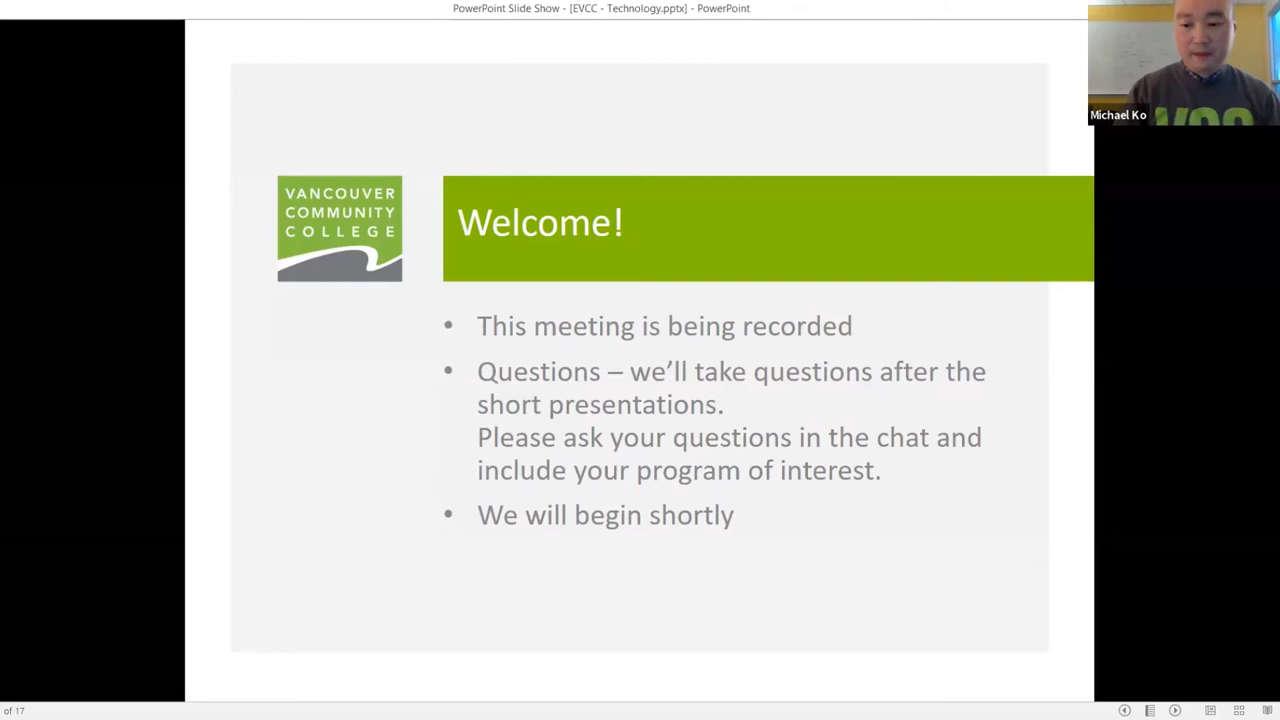 PowerPoint Slide Show - [EVCC - Technology.pptx] - PowerPoint
Michael Ko
VANCOUVER
COMMUNITY
COLLEGE
Welcome!
• This meeting is being recorded
• Questions – we’ll take questions after the
short presentations.
Please ask your questions in the chat and
include your program of interest.
• We will begin shortly
of 17